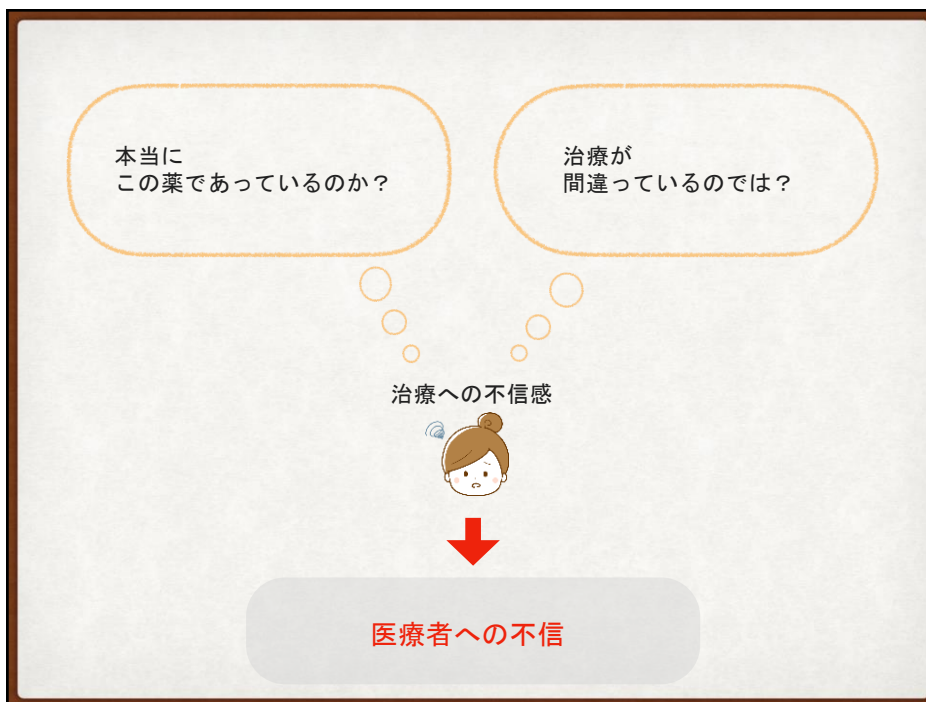 本当に
この薬であっているのか？
治療が
間違っているのでは？
治療への不信感
医療者への不信